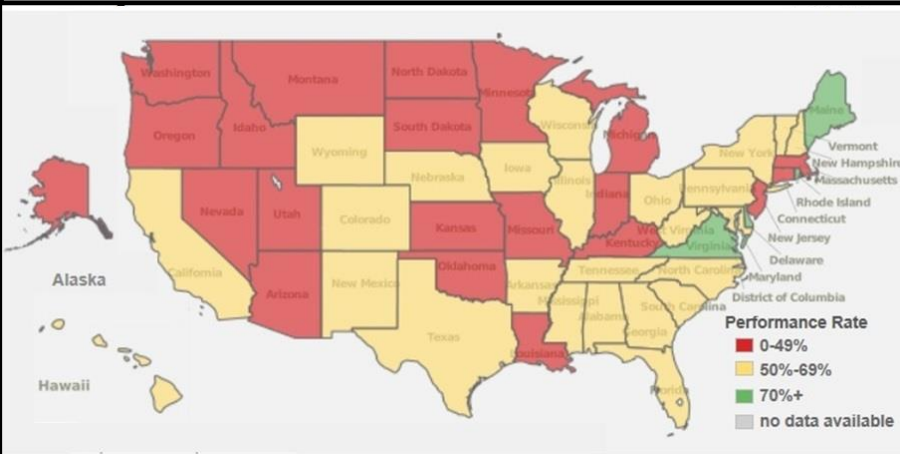 Washington
Montana
North Dakota
Minnesota
Oregon
Idaho
South Dakota
Wisconsin
Michigan
Maine
Wyoming
New York
Vermont
New Hampshire
Massachusetts
Nebraska
Iowa
Illinois
Indiana
Ohio
Pennsylvania
Rhode Island
Connecticut
New Jersey
Nevada
Utah
Colorado
Kansas
Missouri
Kentucky
West Virginia
Virginia
Delaware
Maryland
District of Columbia
California
Arizona
New Mexico
Oklahoma
Arkansas
Tennessee
North Carolina
Mississippi
Alabama
Georgia
South Carolina
Texas
Louisiana
Florida
Alaska
Hawaii
Performance Rate
0-49%
50%-69%
70%+
no data available